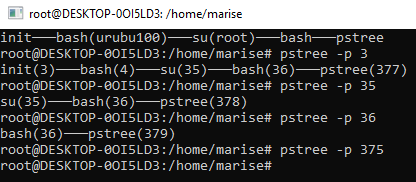 root@DESKTOP-0OI5LD3: /home/marise
init───bash(urubu100)───su(root)───bash───pstree
root@DESKTOP-0OI5LD3:/home/marise# pstree -p 3
init(3)───bash(4)───su(35)───bash(36)───pstree(377)
root@DESKTOP-0OI5LD3:/home/marise# pstree -p 35
su(35)───bash(36)───pstree(378)
root@DESKTOP-0OI5LD3:/home/marise# pstree -p 36
bash(36)───pstree(379)
root@DESKTOP-0OI5LD3:/home/marise# pstree -p 375
root@DESKTOP-0OI5LD3:/home/marise#